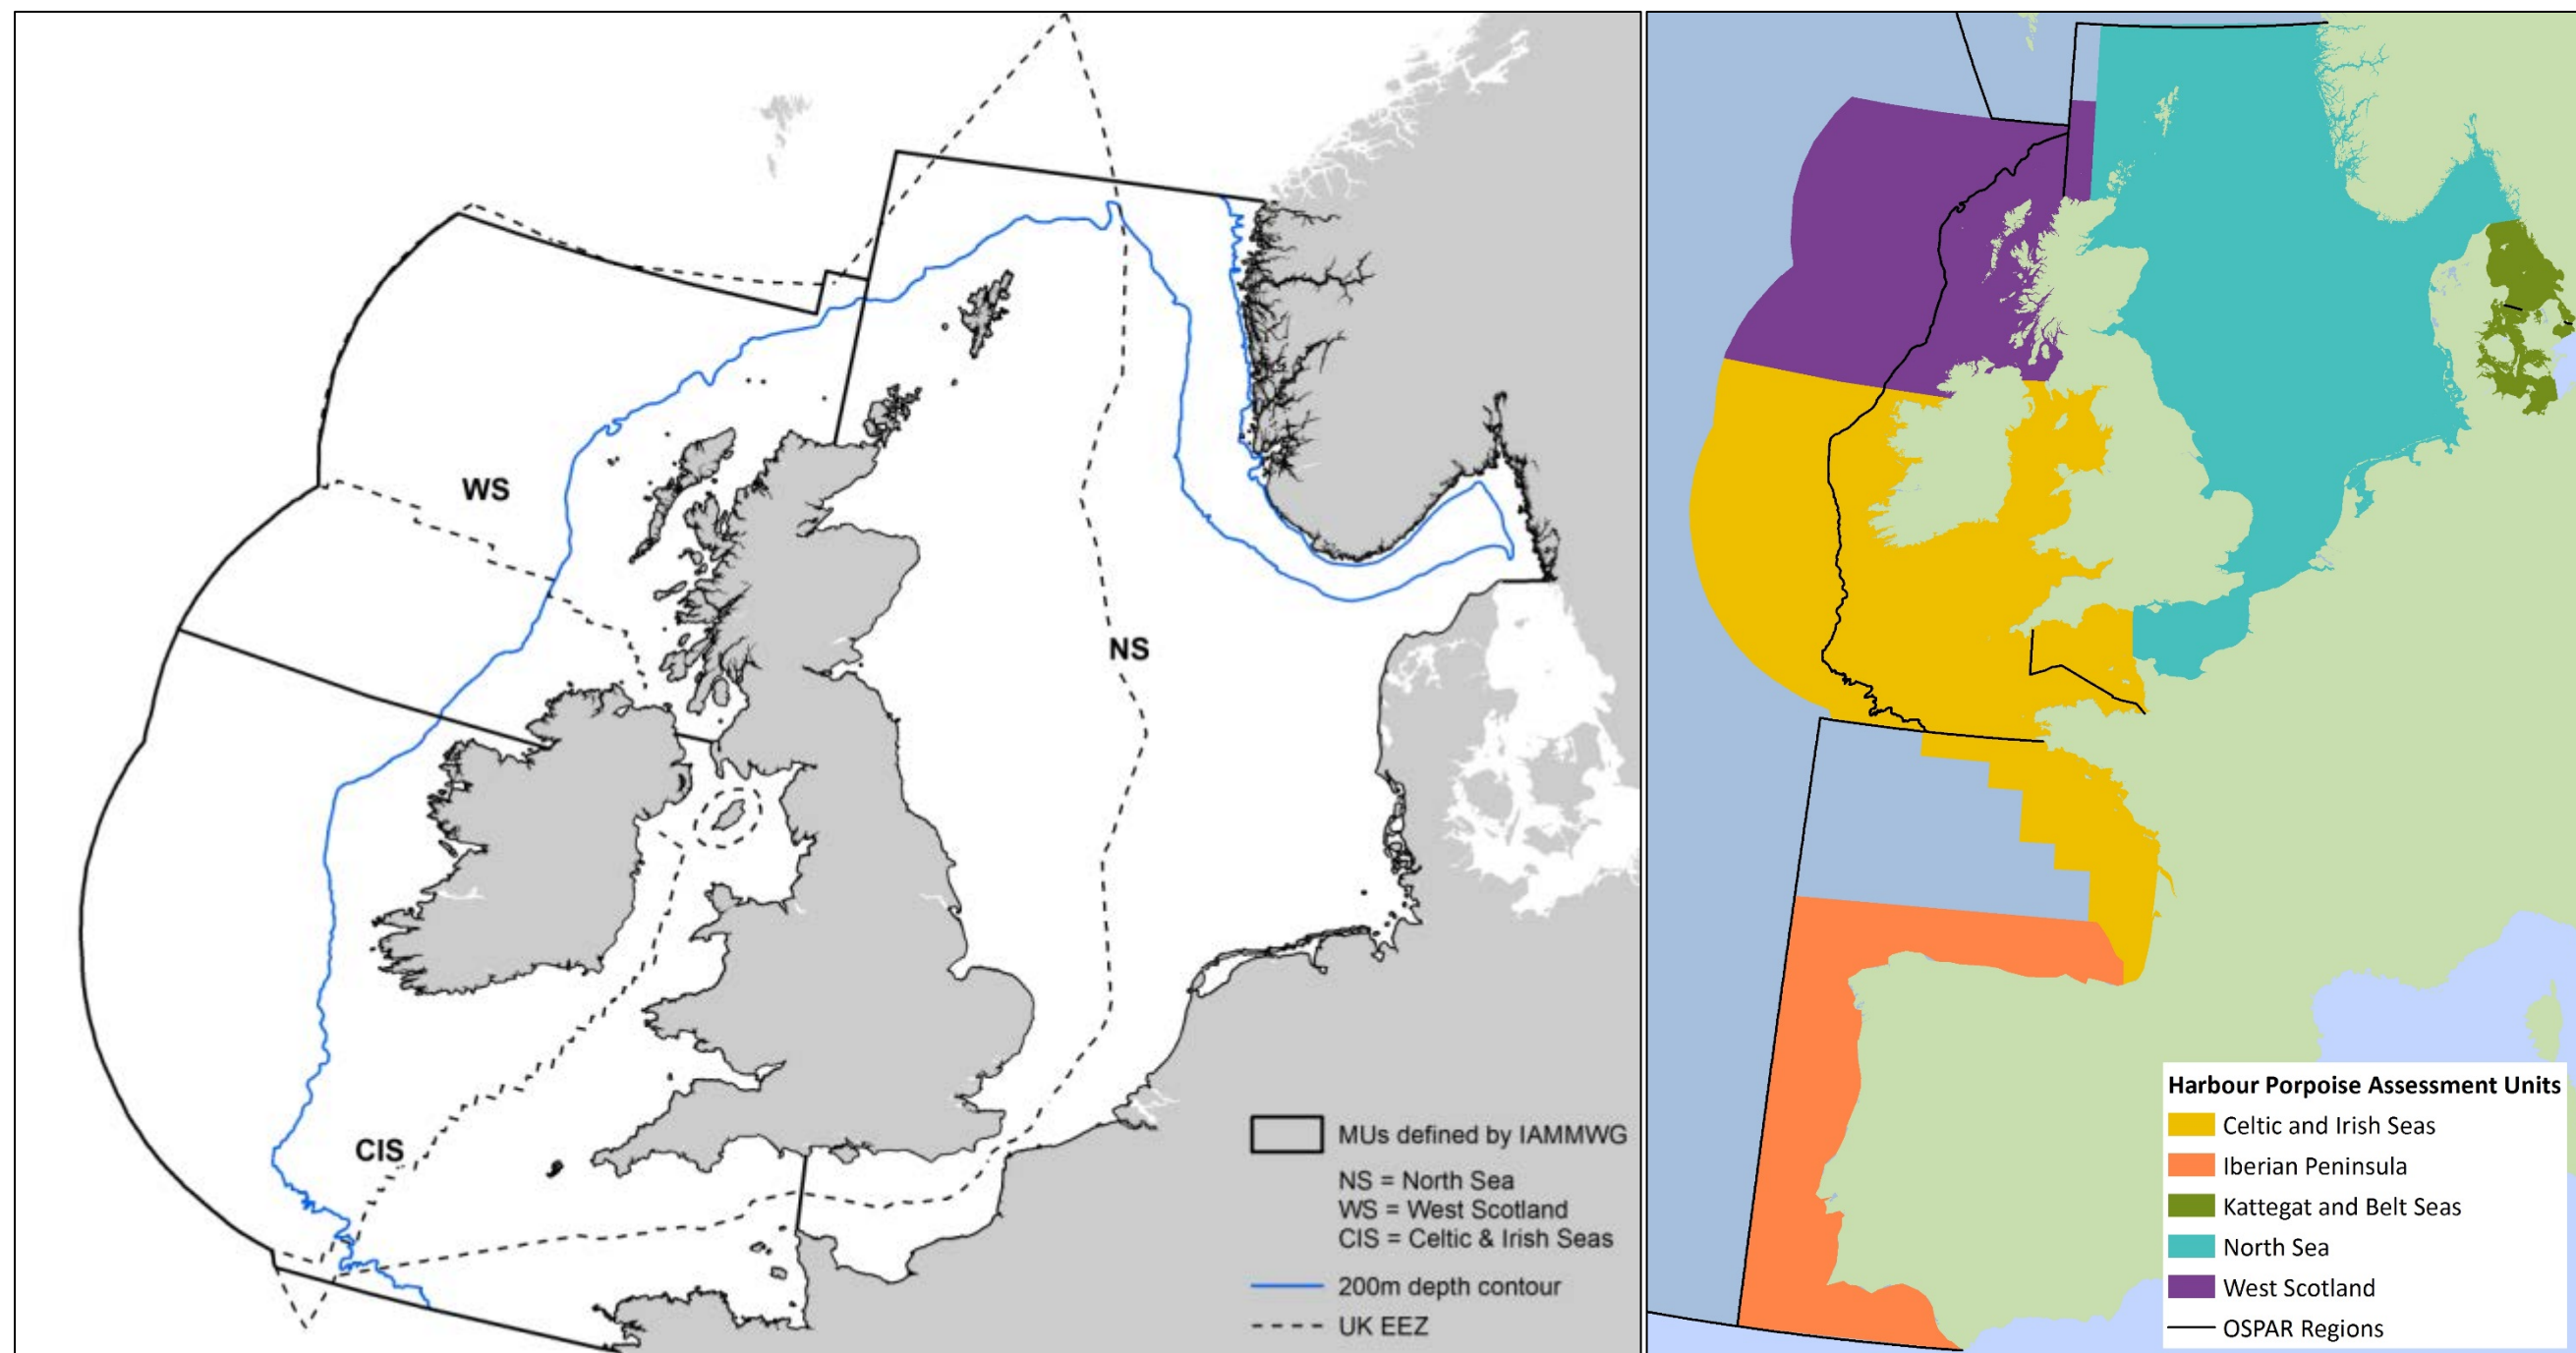 WS
NS
CIS
MUs defined by IAMMWG
NS = North Sea
WS = West Scotland
CIS = Celtic & Irish Seas
200m depth contour
UK EEZ
Harbour Porpoise Assessment Units
Celtic and Irish Seas
Iberian Peninsula
Kattegat and Belt Seas
North Sea
West Scotland
OSPAR Regions